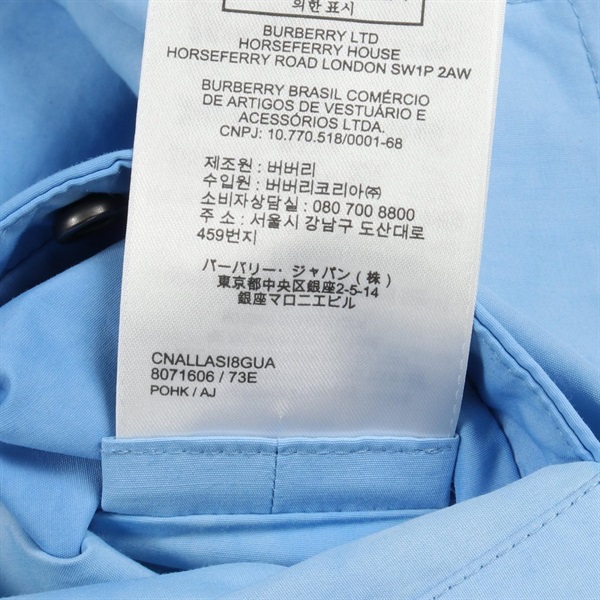 의한 표시
BURBERRY LTD
HORSEFERRY HOUSE
HORSEFERRY ROAD LONDON SW1P 2AW
BURBERRY BRASIL COMÉRCIO
DE ARTIGOS DE VESTUÁRIO E
ACESSÓRIOS LTDA.
CNPJ: 10.770.518/0001-68
제조원 : 버버리
수입원 : 버버리코리아㈜
소비자상담실 : 080 700 8800
주 소 : 서울시 강남구 도산대로
459번지
バーバリー・ジャパン（株）
東京都中央区銀座2-5-14
銀座マロニエビル
CNALLASI8GUA
8071606 / 73E
POHK / AJ